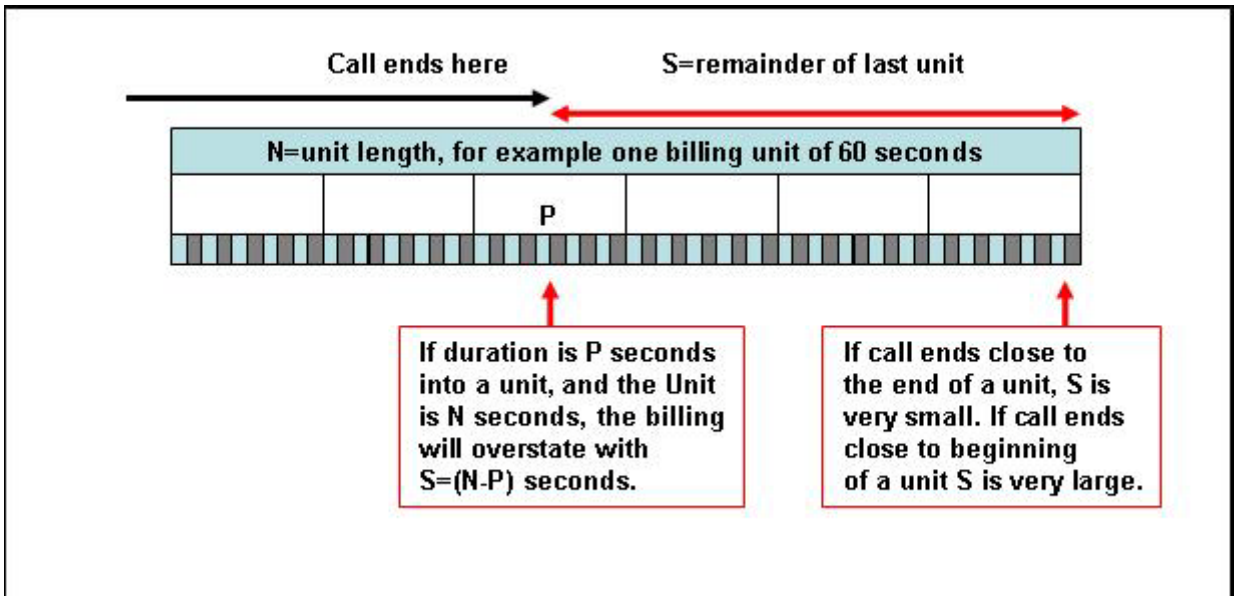 Call ends here
S=remainder of last unit
N=unit length, for example one billing unit of 60 seconds
P
If duration is P seconds
into a unit, and the Unit
is N seconds, the billing
will overstate with
S=(N-P) seconds.
If call ends close to
the end of a unit, S is
very small. If call ends
close to beginning
of a unit S is very large.